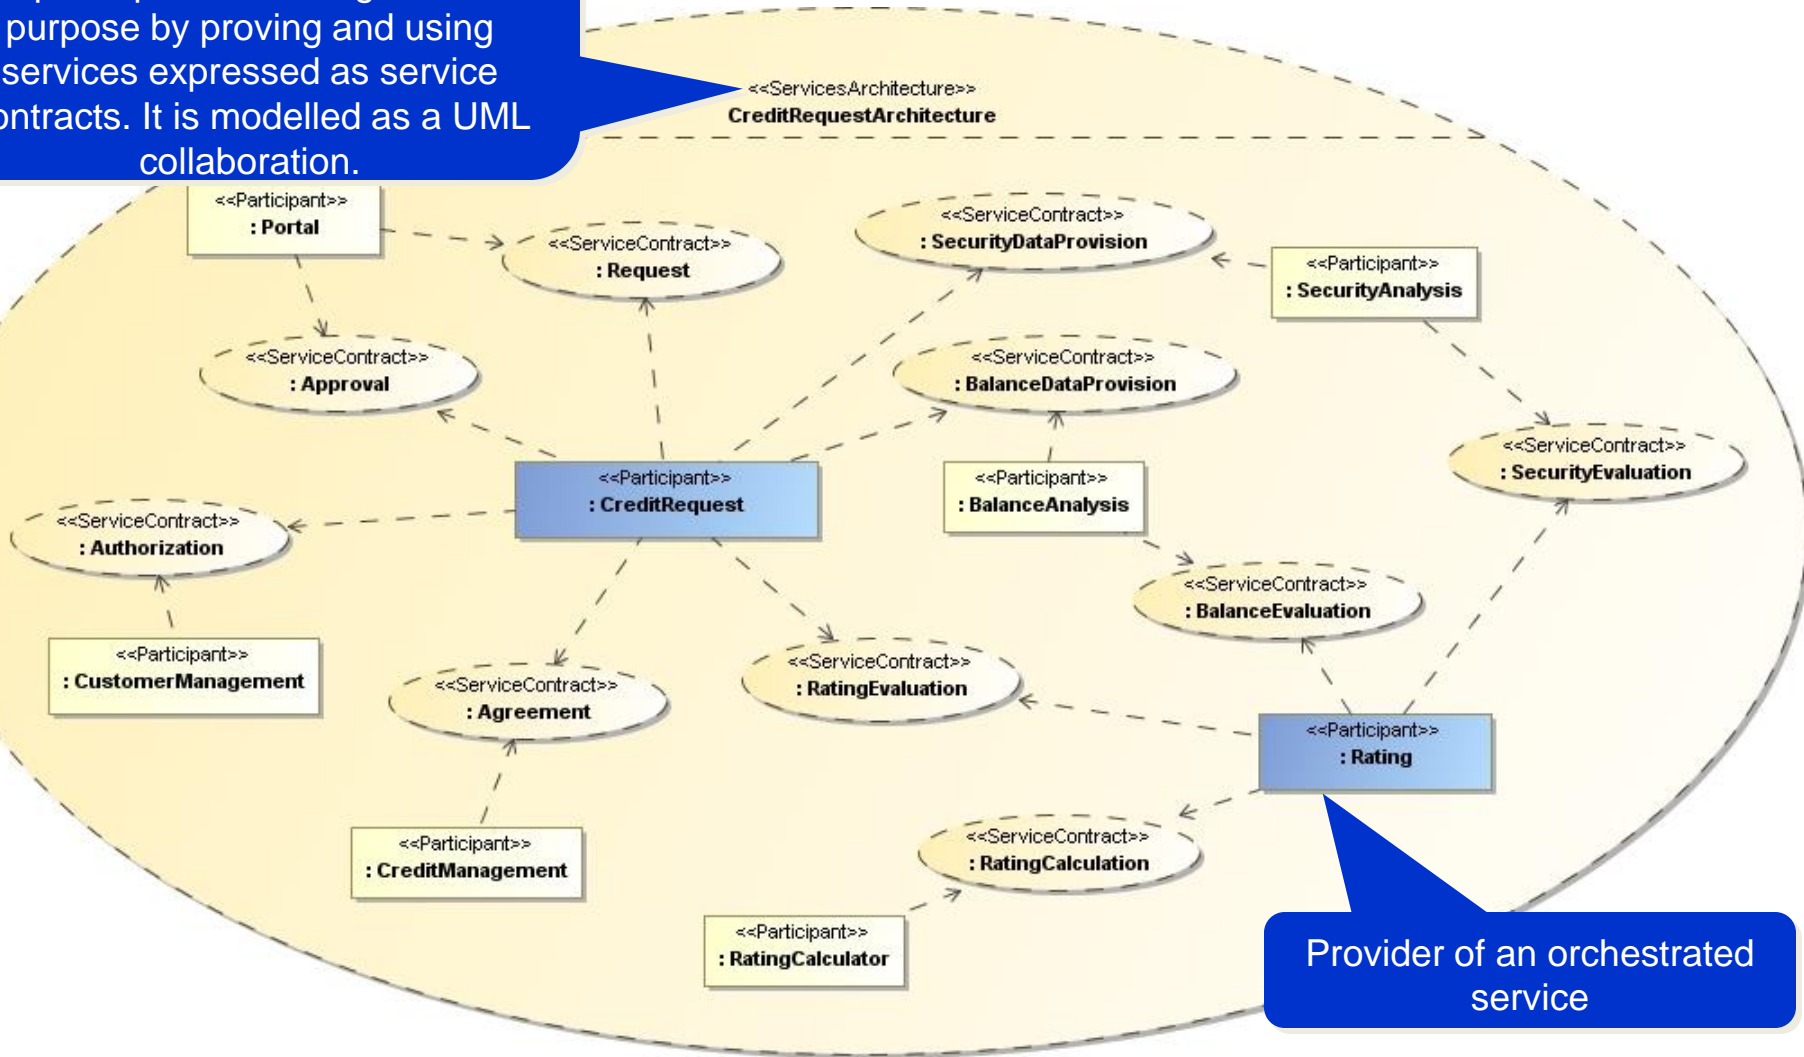 purpose by proving and using
services expressed as service
ontracts. It is modelled as a UML
collaboration.
<<ServicesArchitecture>>
CreditRequestArchitecture
<<Participant>>
: Portal
<<ServiceContract>>
: Request
<<ServiceContract>>
: SecurityDataProvision
<<Participant>>
: SecurityAnalysis
<<ServiceContract>>
: Approval
<<ServiceContract>>
: BalanceDataProvision
<<ServiceContract>>
: SecurityEvaluation
<<Participant>>
: CreditRequest
<<Participant>>
: BalanceAnalysis
<<ServiceContract>>
: Authorization
<<ServiceContract>>
: BalanceEvaluation
<<Participant>>
: CustomerManagement
<<ServiceContract>>
: Agreement
<<ServiceContract>>
: RatingEvaluation
<<Participant>>
: Rating
<<Participant>>
: CreditManagement
<<ServiceContract>>
: RatingCalculation
<<Participant>>
: RatingCalculator
Provider of an orchestrated
service